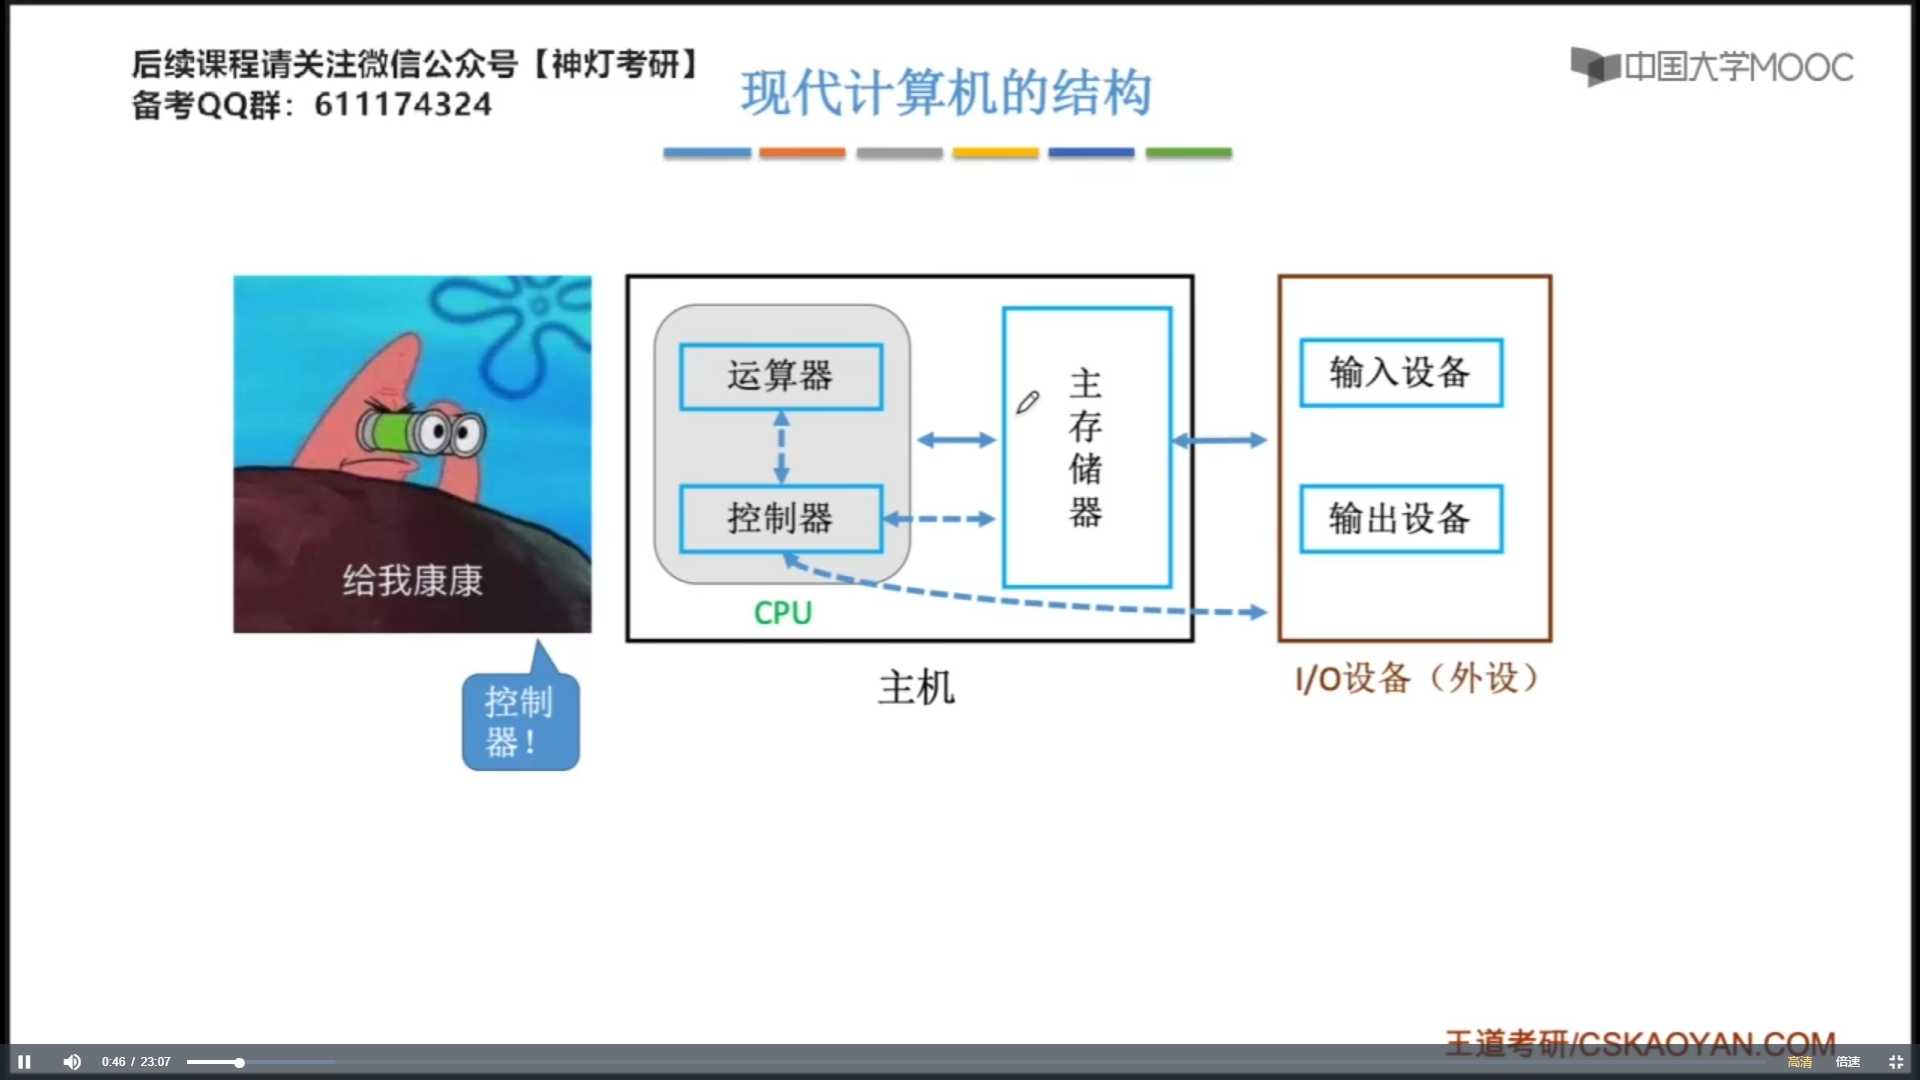 后续课程请关注微信公众号【神灯考研】
备考QQ群：611174324
现代计算机的结构
中国大学MOOC
运算器
控制器
CPU
主存储器
主机
输入设备
输出设备
I/O设备（外设）
给我康康
控制
器！
王道考研/CSKAOYAN.COM
0:46 / 23:07
高清
倍速